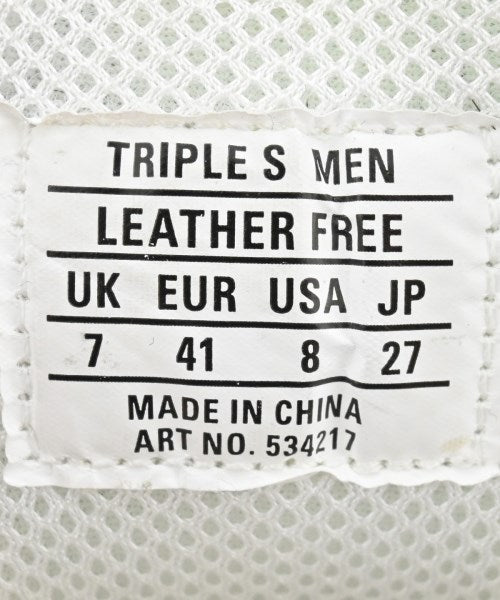 TRIPLE S MEN
LEATHER FREE
UK EUR USA JP
7 41 8 27
MADE IN CHINA
ART NO. 534217